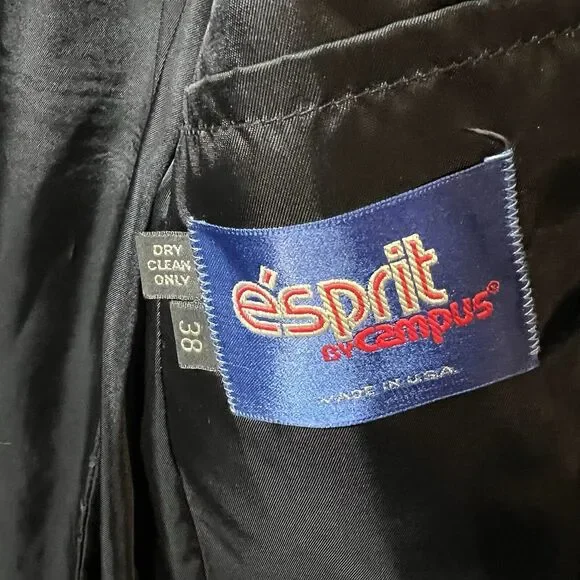 DRY
CLEAN
ONLY
38
ésprit
BY campus®
MADE IN U.S.A.